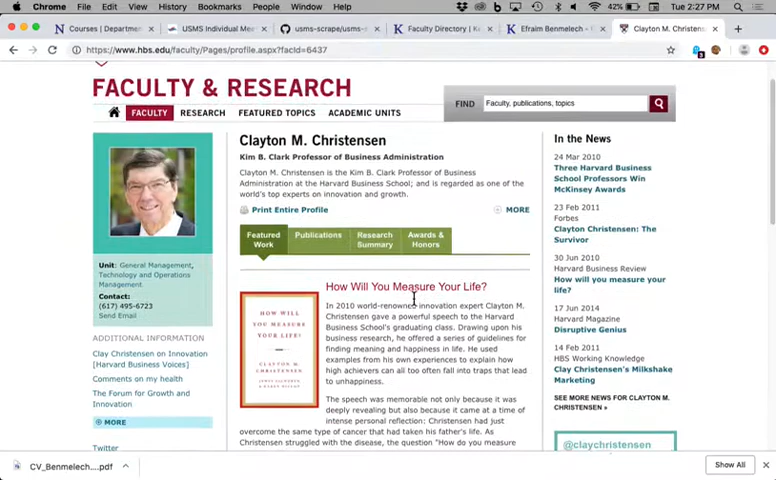 Chrome File Edit View History Bookmarks People Window Help 42% Tue 2:27 PM
Courses | Departmen USMS Individual Mee usms-scrape/usms-r Faculty Directory | Ke Efraim Benmelech - F Clayton M. Christense
https://www.hbs.edu/faculty/Pages/profile.aspx?facId=6437
FACULTY & RESEARCH
FIND Faculty, publications, topics
FACULTY RESEARCH FEATURED TOPICS ACADEMIC UNITS
Clayton M. Christensen
Kim B. Clark Professor of Business Administration
Clayton M. Christensen is the Kim B. Clark Professor of Business
Administration at the Harvard Business School; and is regarded as one of the
world's top experts on innovation and growth.
Print Entire Profile
MORE
Featured Work
Publications
Research Summary
Awards & Honors
Unit: General Management,
Technology and Operations
Management
Contact:
(617) 495-6723
Send Email
ADDITIONAL INFORMATION
Clay Christensen on Innovation
[Harvard Business Voices]
Comments on my health
The Forum for Growth and
Innovation
MORE
Twitter
How Will You Measure Your Life?
HOW WILL
YOU MEASURE
YOUR LIFE?
CLAYTON M.
CHRISTENSEN
In 2010 world-renowned innovation expert Clayton M.
Christensen gave a powerful speech to the Harvard
Business School's graduating class. Drawing upon his
business research, he offered a series of guidelines for
finding meaning and happiness in life. He used
examples from his own experiences to explain how
high achievers can all too often fall into traps that lead
to unhappiness.
The speech was memorable not only because it was
deeply revealing but also because it came at a time of
intense personal reflection: Christensen had just
overcome the same type of cancer that had taken his father's life. As
Christensen struggled with the disease, the question "How do you measure
In the News
24 Mar 2010
Three Harvard Business
School Professors Win
McKinsey Awards
23 Feb 2011
Forbes
Clayton Christensen: The
Survivor
30 Jun 2010
Harvard Business Review
How will you measure your
life?
17 Jun 2014
Harvard Magazine
Disruptive Genius
14 Feb 2011
HBS Working Knowledge
Clay Christensen's Milkshake
Marketing
SEE MORE NEWS FOR CLAYTON M.
CHRISTENSEN »
@claychristensen
CV_Benmelech....pdf
Show All